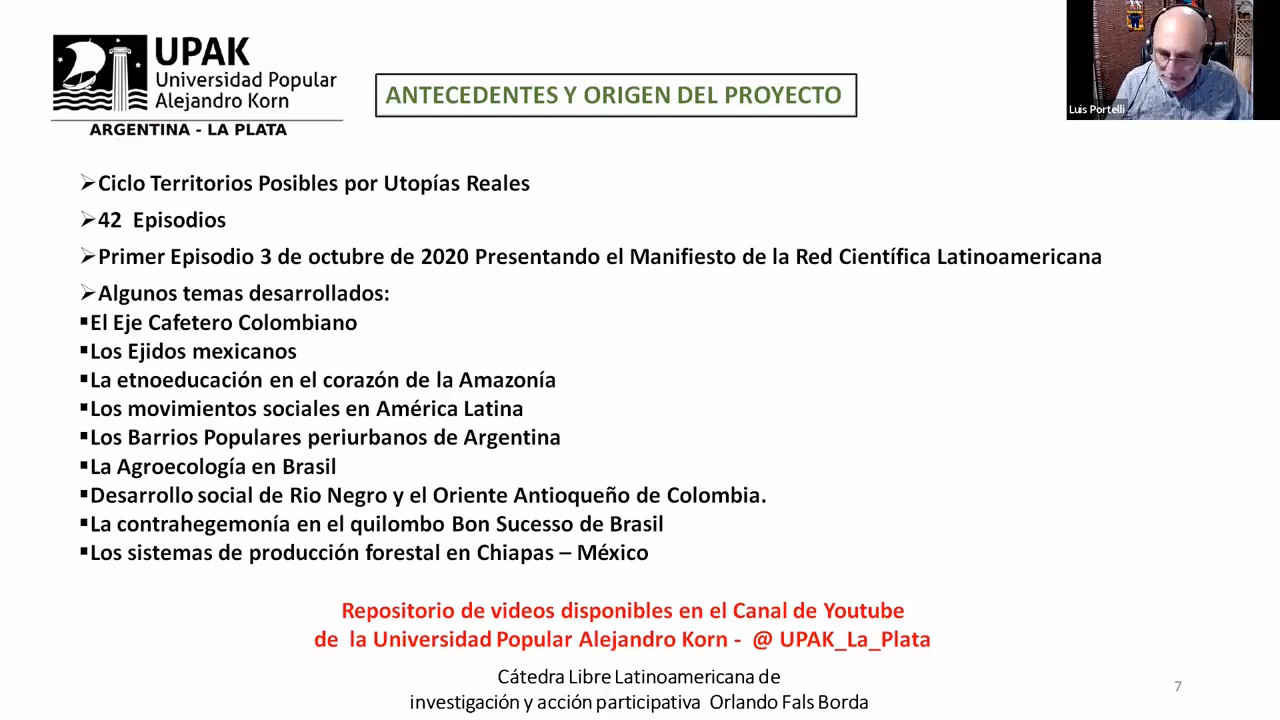 UPAK
Universidad Popular
Alejandro Korn
ARGENTINA - LA PLATA
ANTECEDENTES Y ORIGEN DEL PROYECTO
Luis Portelli
➢Ciclo Territorios Posibles por Utopías Reales
➢42 Episodios
➢Primer Episodio 3 de octubre de 2020 Presentando el Manifiesto de la Red Científica Latinoamericana
➢Algunos temas desarrollados:
▪El Eje Cafetero Colombiano
▪Los Ejidos mexicanos
▪La etnoeducación en el corazón de la Amazonía
▪Los movimientos sociales en América Latina
▪Los Barrios Populares periurbanos de Argentina
▪La Agroecología en Brasil
▪Desarrollo social de Rio Negro y el Oriente Antioqueño de Colombia.
▪La contrahegemonía en el quilombo Bon Sucesso de Brasil
▪Los sistemas de producción forestal en Chiapas – México
Repositorio de videos disponibles en el Canal de Youtube
de la Universidad Popular Alejandro Korn - @ UPAK_La_Plata
Cátedra Libre Latinoamericana de
investigación y acción participativa Orlando Fals Borda
7